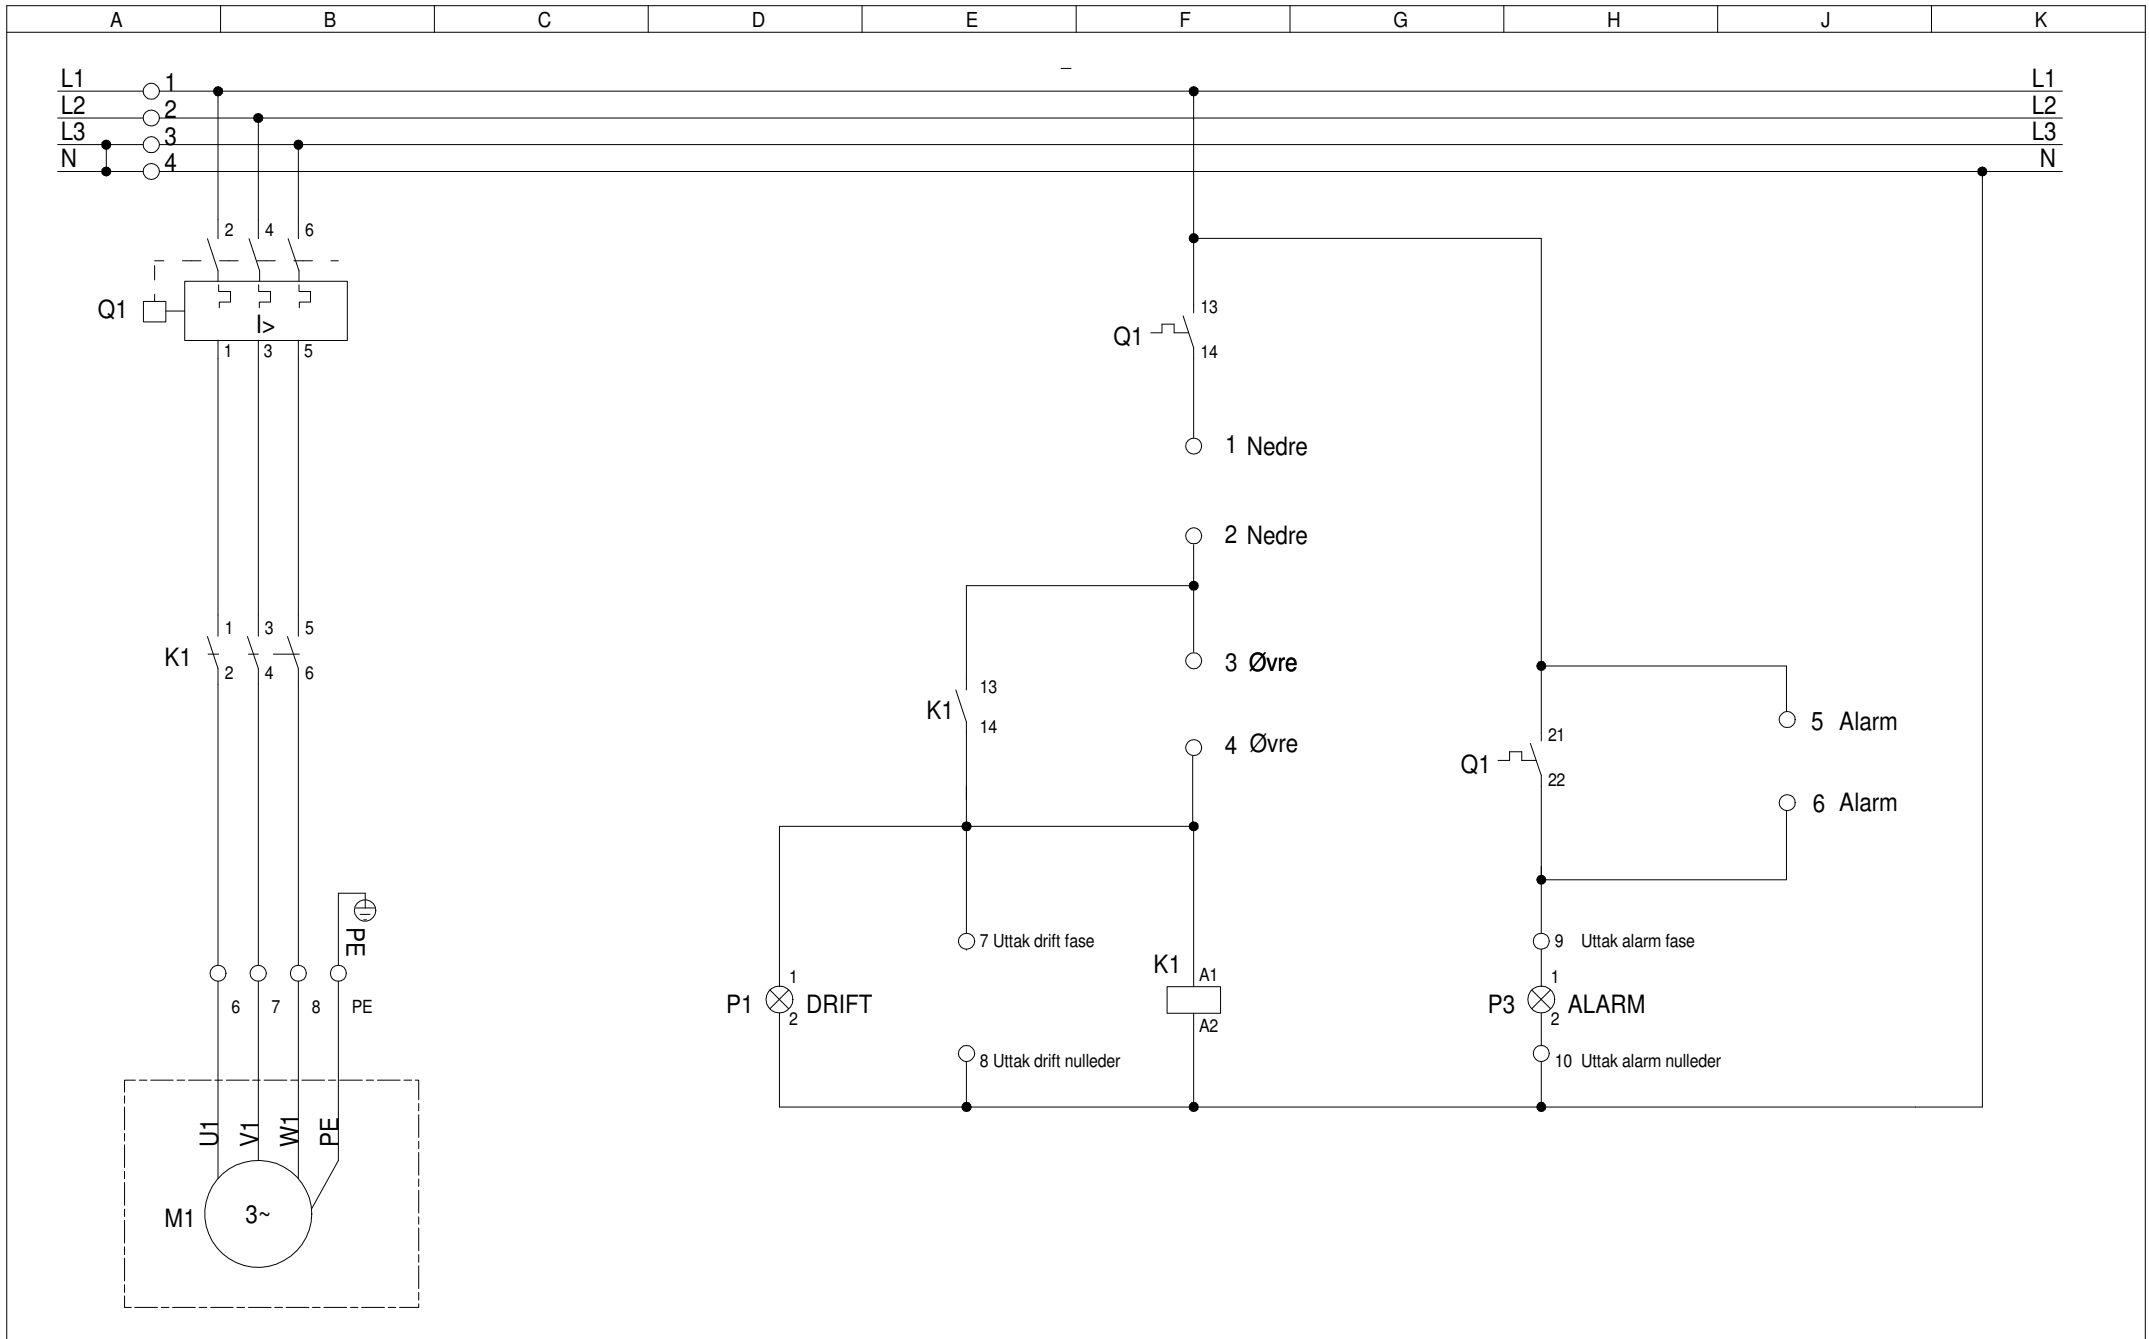 A B C D E F G H J K
L1 1 L1
L2 2 L2
L3 3 L3
N 4 N
2 4 6
Q1
I>
1 3 5
13
Q1
14
1 Nedre
2 Nedre
1 3 5
K1
2 4 6
3 Øvre
13
K1
14
4 Øvre
5 Alarm
21
Q1
22
6 Alarm
PE
7 Uttak drift fase
9 Uttak alarm fase
K1
A1
6 7 8 PE
P1
1
2
DRIFT
A2
P3
1
2
ALARM
8 Uttak drift nulleder
10 Uttak alarm nulleder
U1 V1 W1 PE
M1
3~